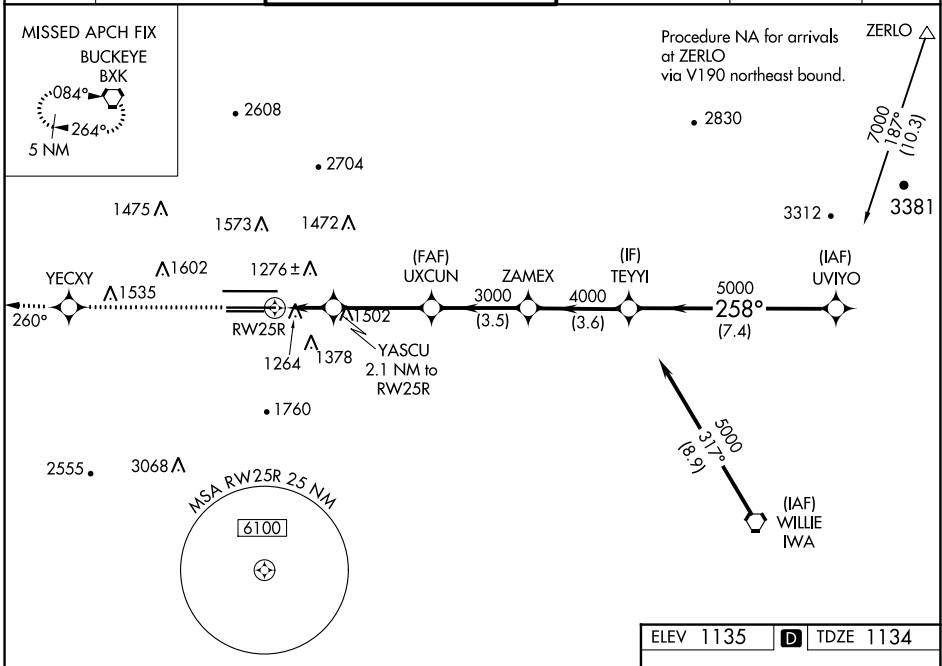 MISSED APCH FIX
BUCKEYE
BXK
084°
264°
5 NM
Procedure NA for arrivals
at ZERLO
via V190 northeast bound.
ZERLO
7000
187°
(10.3)
2608
2830
2704
3381
3312
1475
1573
1472
YECXY
1602
1276±
(FAF)
UXCUN
ZAMEX
(IF)
TEYYI
(IAF)
UVIYO
1535
3000
4000
5000
260°
RW25R
1502
(3.5)
(3.6)
258°
(7.4)
1264
1378
YASCU
2.1 NM to
RW25R
1760
5000
317°
(8.9)
2555
3068
MSA RW25R 25 NM
6100
(IAF)
WILLIE
IWA
ELEV 1135 D TDZE 1134